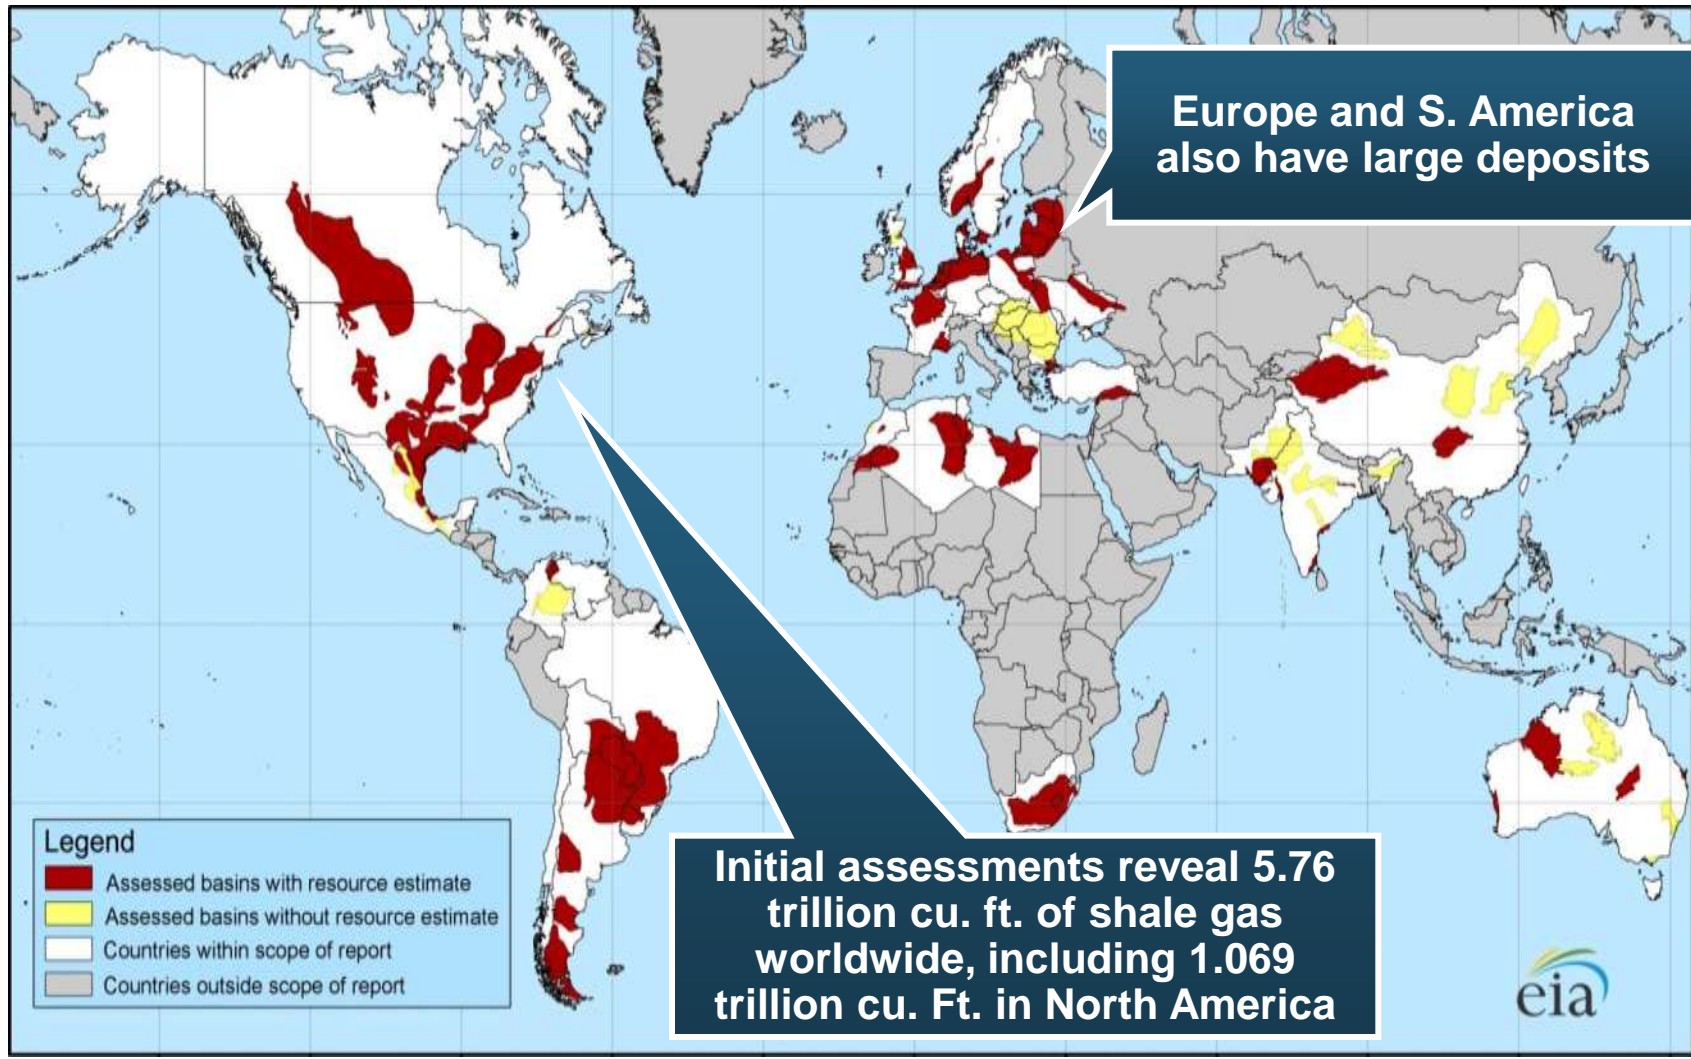 Europe and S. America
also have large deposits
Initial assessments reveal 5.76
trillion cu. ft. of shale gas
worldwide, including 1.069
trillion cu. Ft. in North America
Legend
Assessed basins with resource estimate
Assessed basins without resource estimate
Countries within scope of report
Countries outside scope of report
eia